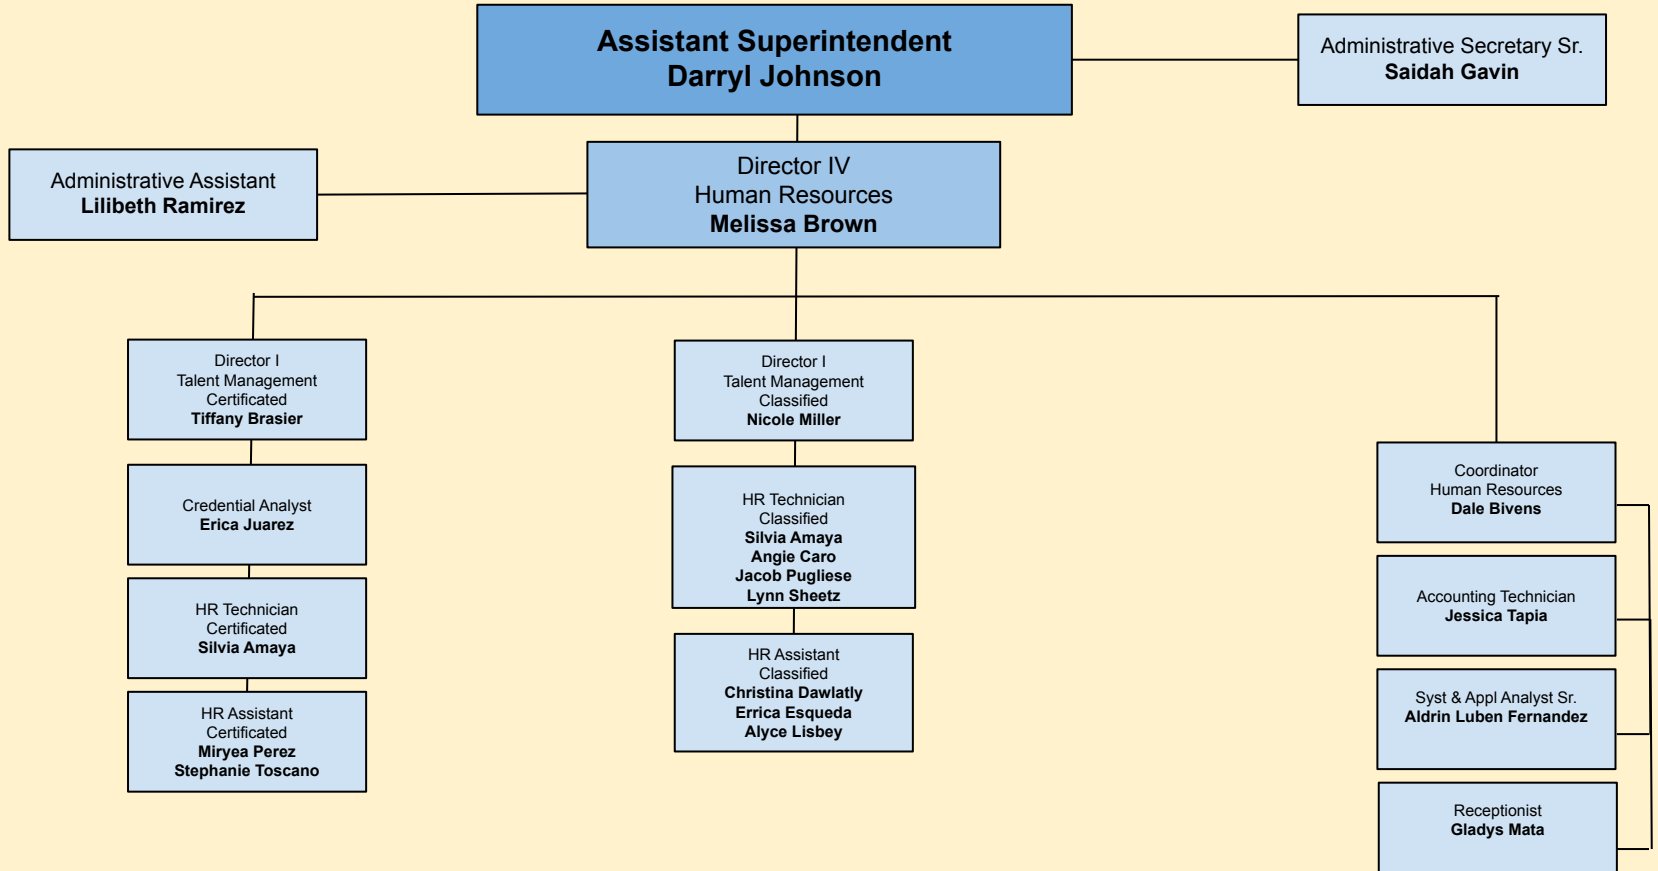 Assistant Superintendent
Darryl Johnson
Administrative Secretary Sr.
Saidah Gavin
Administrative Assistant
Lilibeth Ramirez
Director IV
Human Resources
Melissa Brown
Director I
Talent Management
Certificated
Tiffany Brasier
Credential Analyst
Erica Juarez
HR Technician
Certificated
Silvia Amaya
HR Assistant
Certificated
Miryea Perez
Stephanie Toscano
Director I
Talent Management
Classified
Nicole Miller
HR Technician
Classified
Silvia Amaya
Angie Caro
Jacob Pugliese
Lynn Sheetz
HR Assistant
Classified
Christina Dawlatly
Errica Esqueda
Alyce Lisbey
Coordinator
Human Resources
Dale Bivens
Accounting Technician
Jessica Tapia
Syst & Appl Analyst Sr.
Aldrin Luben Fernandez
Receptionist
Gladys Mata